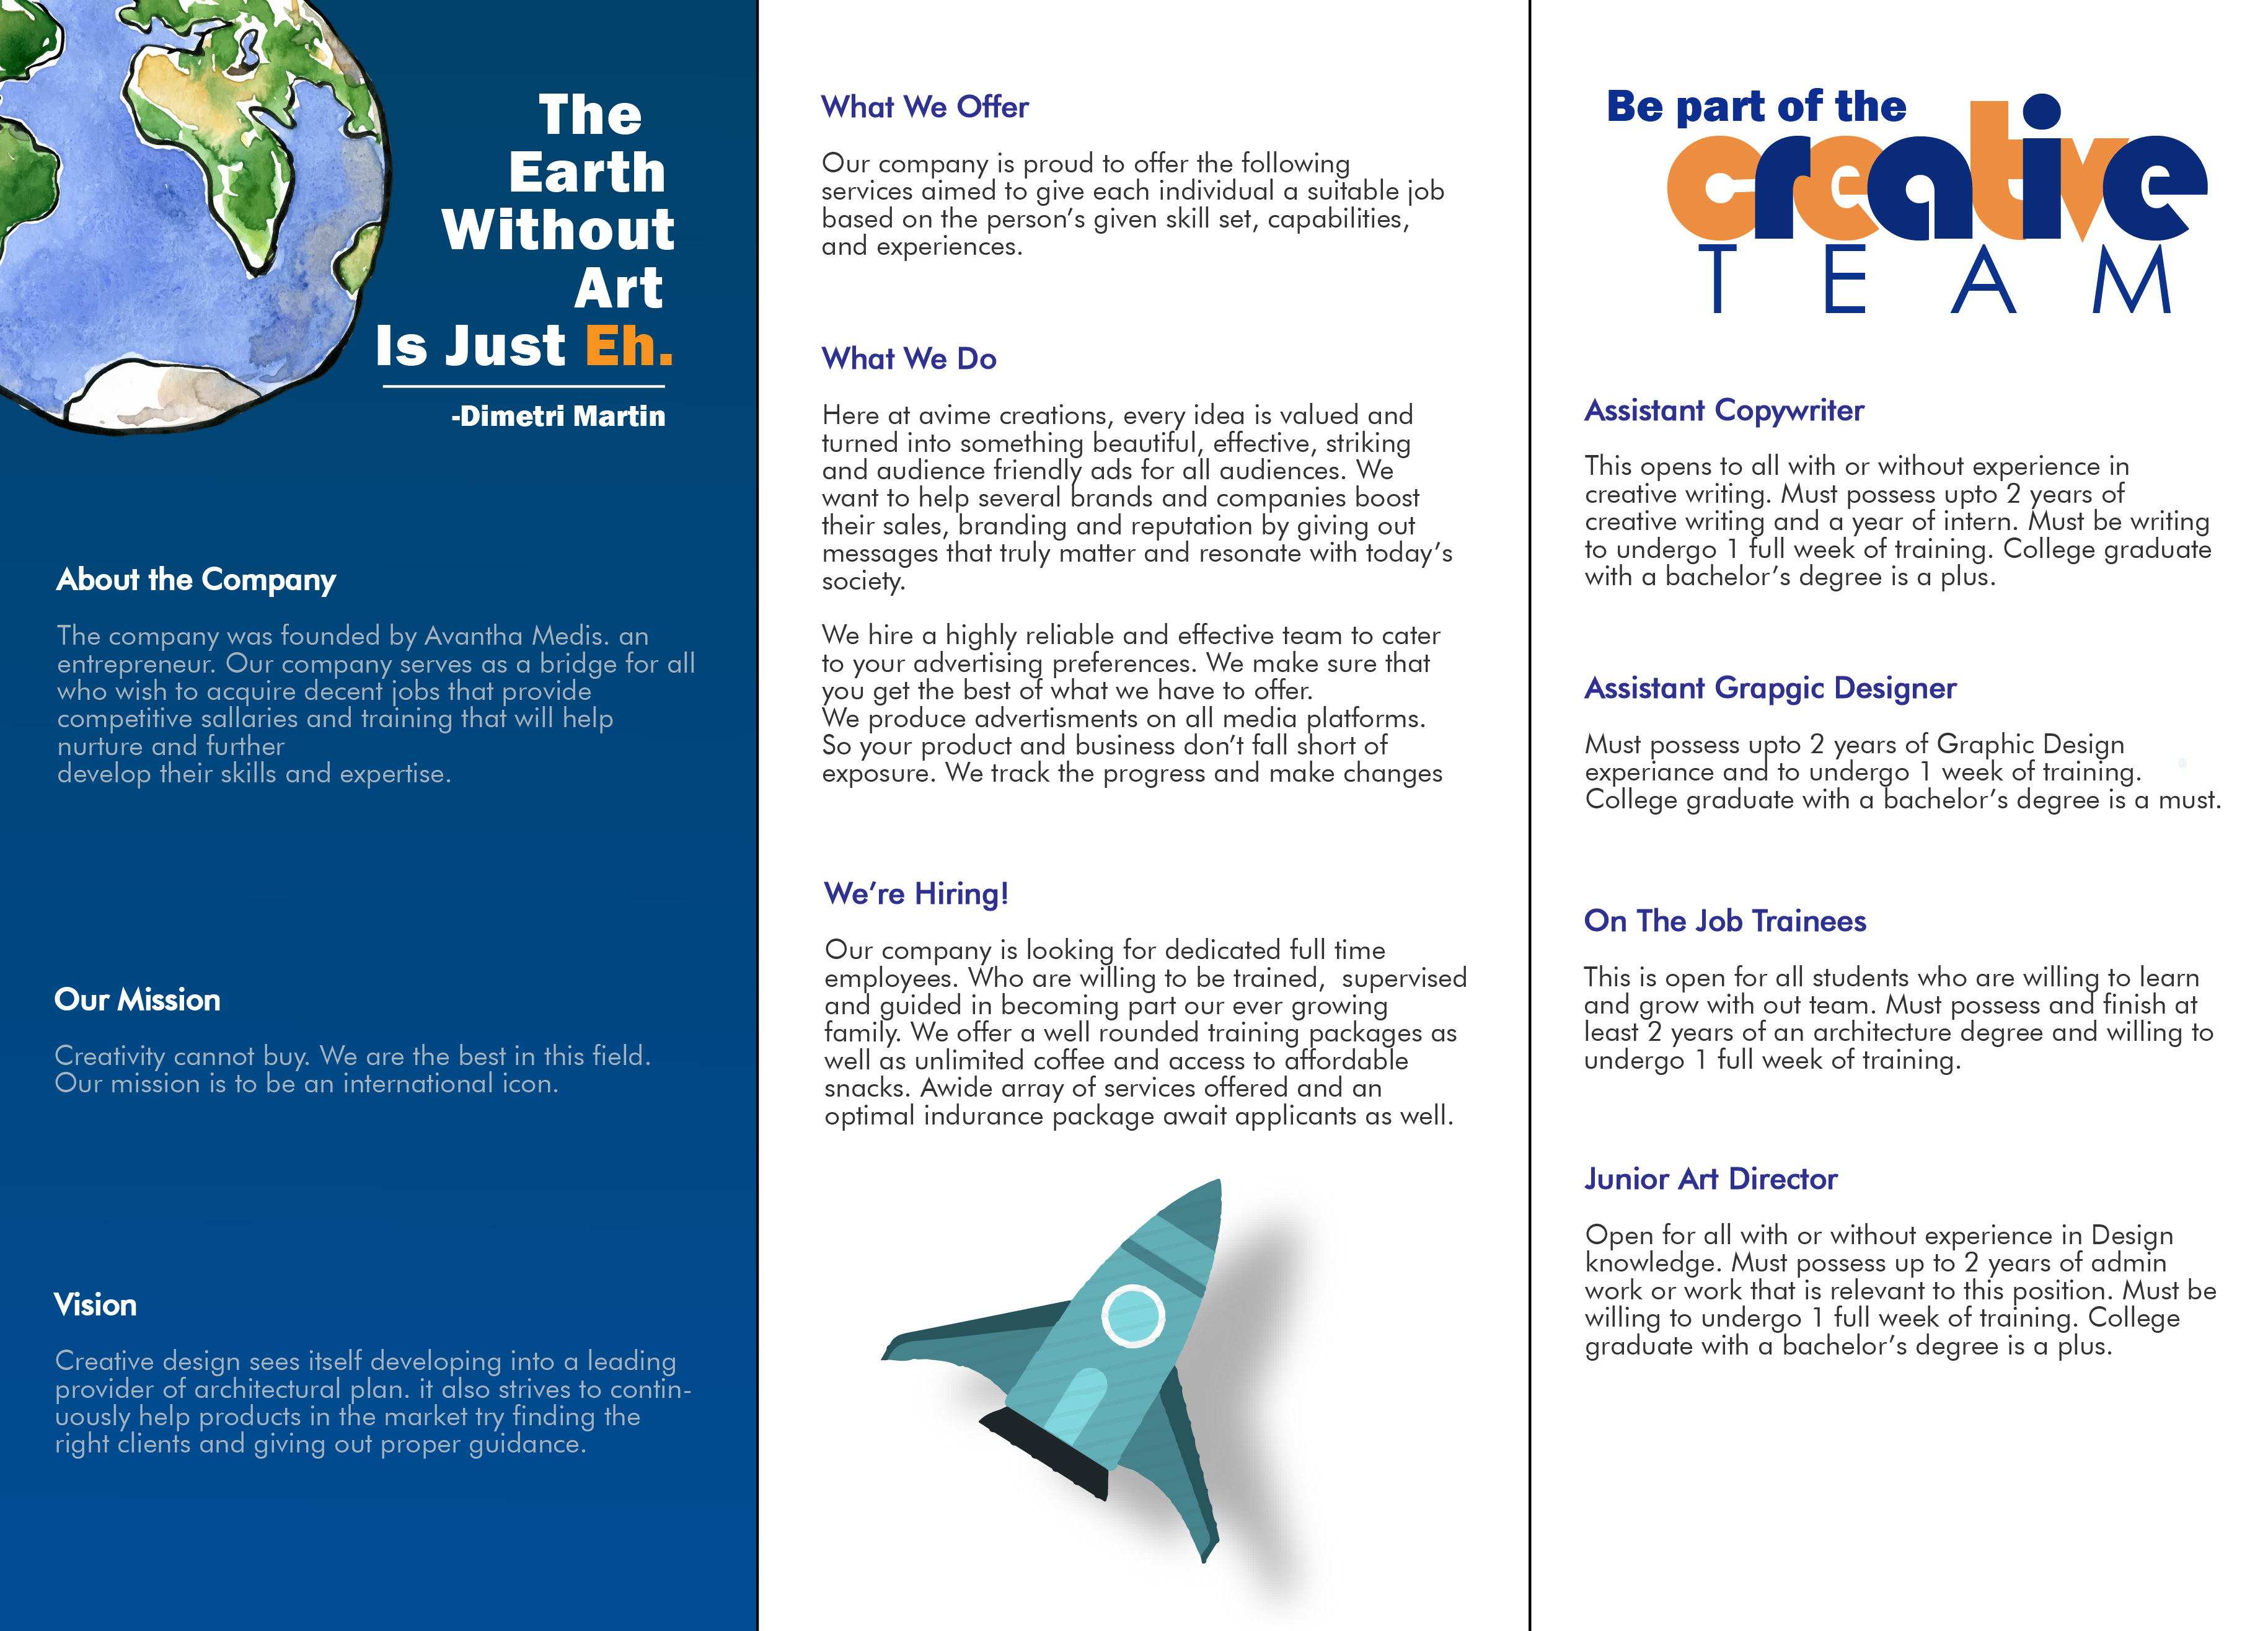 The
Earth
Without
Art
Is Just Eh.
-Dimetri Martin
About the Company
The company was founded by Avantha Medis. an
entrepreneur. Our company serves as a bridge for all
who wish to acquire decent jobs that provide
competitive sallaries and training that will help
nurture and further
develop their skills and expertise.
Our Mission
Creativity cannot buy. We are the best in this field.
Our mission is to be an international icon.
Vision
Creative design sees itself developing into a leading
provider of architectural plan. it also strives to contin-
uously help products in the market try finding the
right clients and giving out proper guidance.
What We Offer
Our company is proud to offer the following
services aimed to give each individual a suitable job
based on the person's given skill set, capabilities,
and experiences.
What We Do
Here at avime creations, every idea is valued and
turned into something beautiful, effective, striking
and audience friendly ads for all audiences. We
want to help several brands and companies boost
their sales, branding and reputation by giving out
messages that truly matter and resonate with today's
society.
We hire a highly reliable and effective team to cater
to your advertising preferences. We make sure that
you get the best of what we have to offer.
We produce advertisments on all media platforms.
So your product and business don't fall short of
exposure. We track the progress and make changes
We're Hiring!
Our company is looking for dedicated full time
employees. Who are willing to be trained,  supervised
and guided in becoming part our ever growing
family. We offer a well rounded training packages as
well as unlimited coffee and access to affordable
snacks. Awide array of services offered and an
optimal indurance package await applicants as well.
Be part of the
creative
TEAM
Assistant Copywriter
This opens to all with or without experience in
creative writing. Must possess upto 2 years of
creative writing and a year of intern. Must be writing
to undergo 1 full week of training. College graduate
with a bachelor's degree is a plus.
Assistant Grapgic Designer
Must possess upto 2 years of Graphic Design
experiance and to undergo 1 week of training.
College graduate with a bachelor's degree is a must.
On The Job Trainees
This is open for all students who are willing to learn
and grow with out team. Must possess and finish at
least 2 years of an architecture degree and willing to
undergo 1 full week of training.
Junior Art Director
Open for all with or without experience in Design
knowledge. Must possess up to 2 years of admin
work or work that is relevant to this position. Must be
willing to undergo 1 full week of training. College
graduate with a bachelor's degree is a plus.